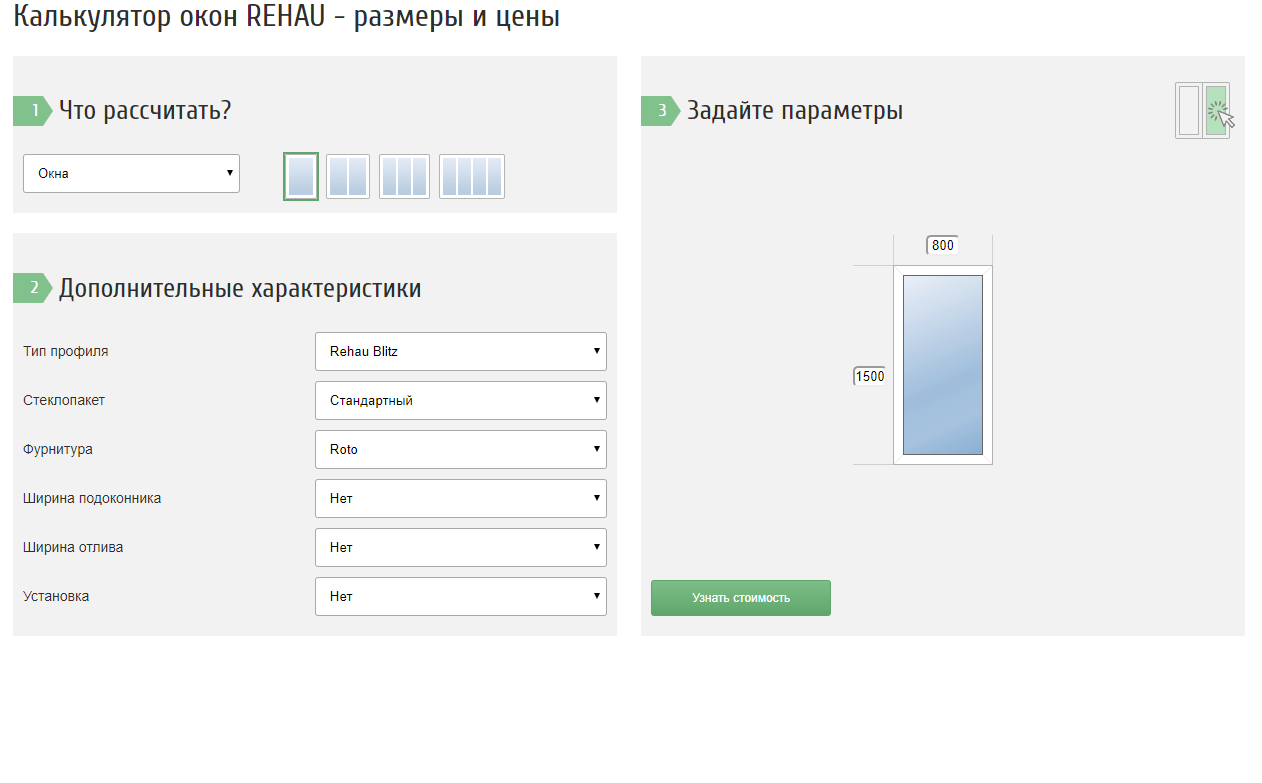 Калькулятор окон REHAU - размеры и цены
1 Что рассчитать?
Окна
2 Дополнительные характеристики
Тип профиля Rehau Blitz
Стеклопакет Стандартный
Фурнитура Roto
Ширина подоконника Нет
Ширина отлива Нет
Установка Нет
3 Задайте параметры
800
1500
Узнать стоимость